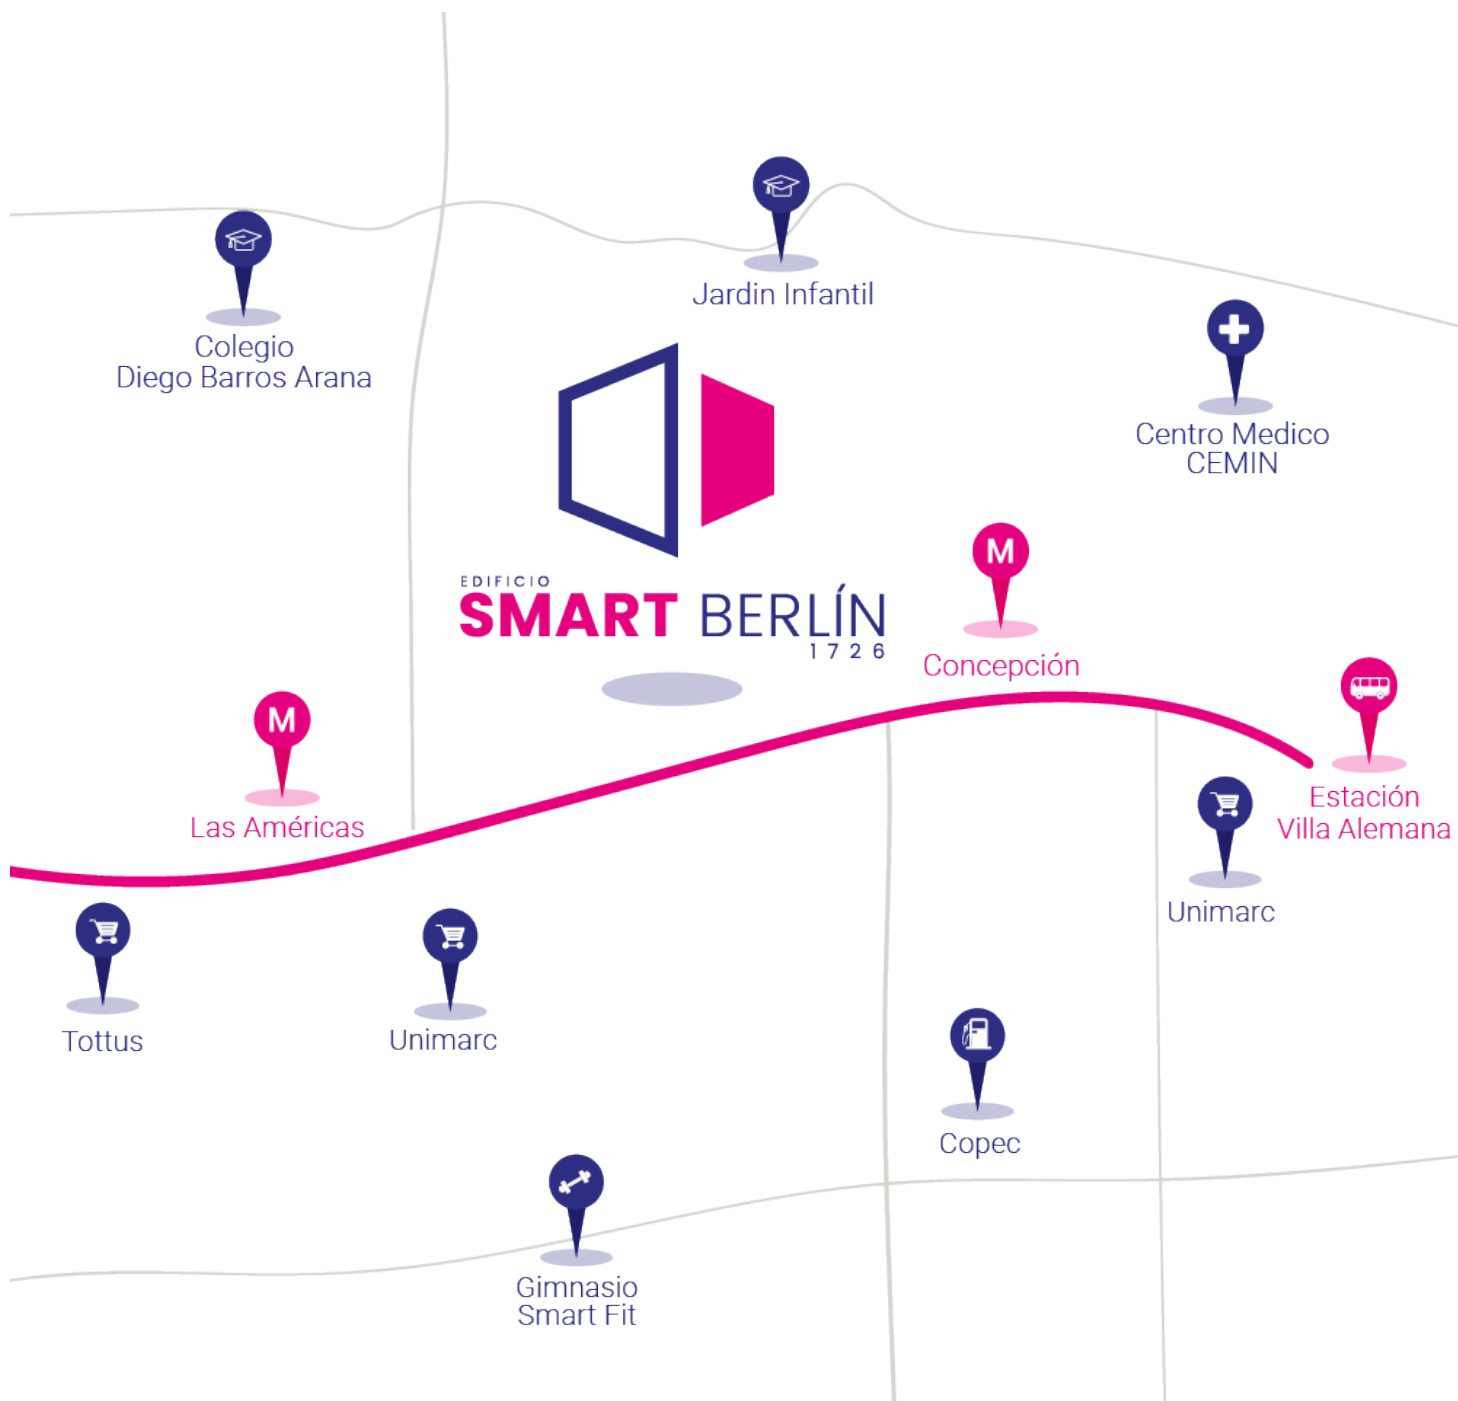 Jardin Infantil
Colegio
Diego Barros Arana
Centro Medico
CEMIN
EDIFICIO
SMART BERLÍN
1726
M
Concepción
M
Las Américas
Estación
Villa Alemana
Unimarc
Tottus
Unimarc
Copec
Gimnasio
Smart Fit